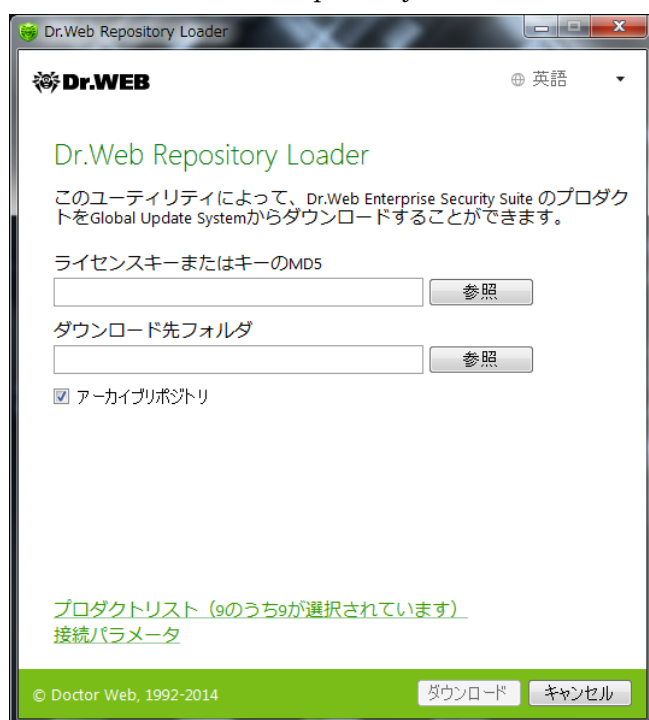 Dr.Web Repository Loader
Dr.WEB
英語
Dr.Web Repository Loader
このユーティリティによって、Dr.Web Enterprise Security Suite のプロダク
トをGlobal Update Systemからダウンロードすることができます。
ライセンスキーまたはキーのMD5
参照
ダウンロード先フォルダ
参照
アーカイブリポジトリ
プロダクトリスト（9のうち9が選択されています）
接続パラメータ
© Doctor Web, 1992-2014
ダウンロード
キャンセル